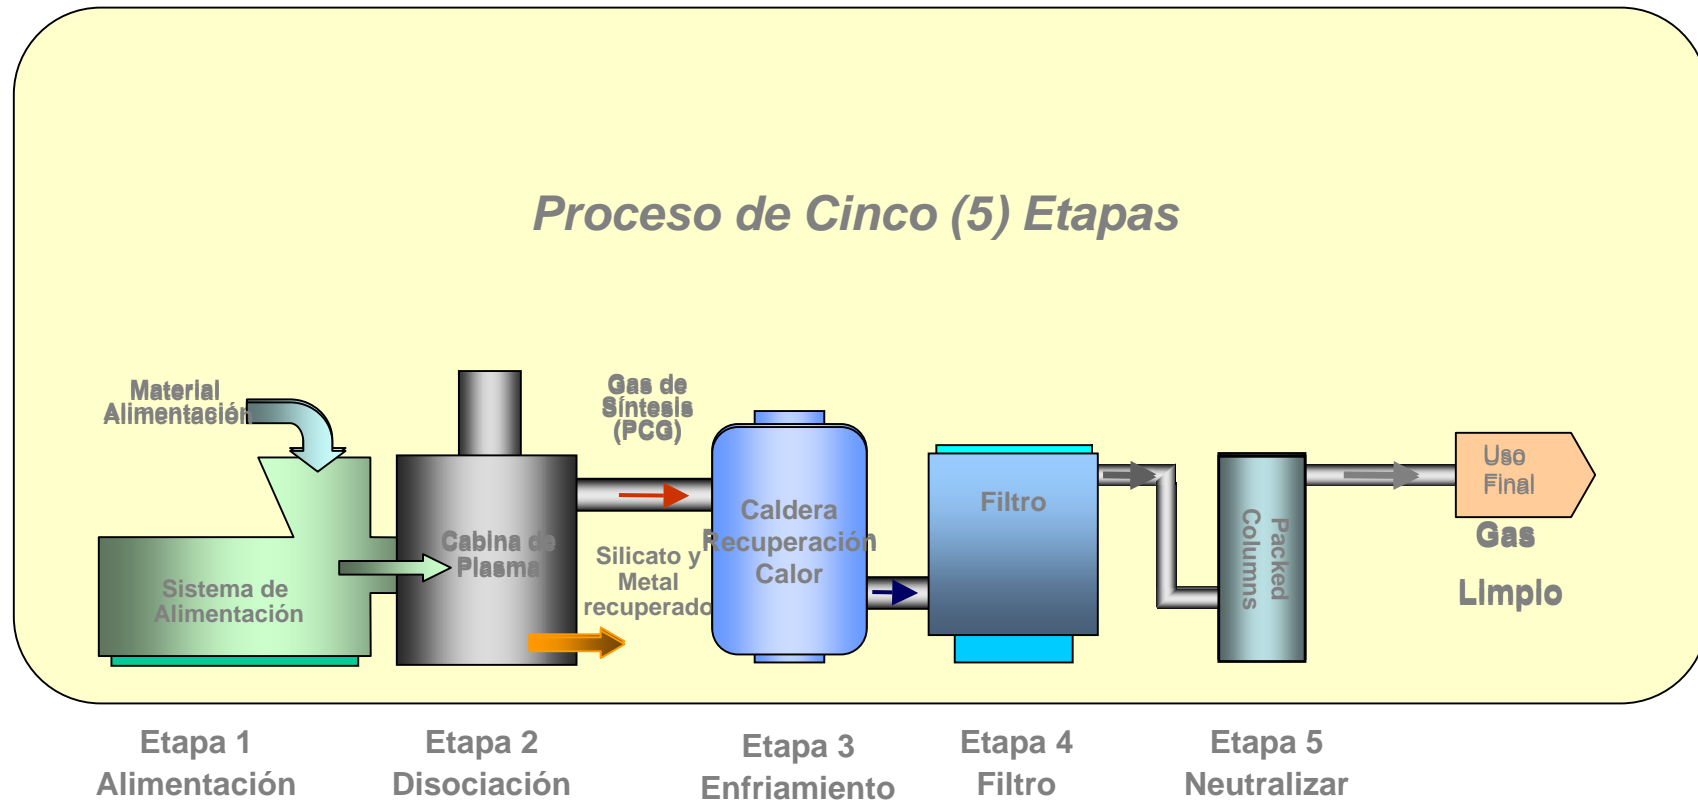 Proceso de Cinco (5) Etapas
Material
Alimentación
Gas de
Síntesis
(PCG)
Sistema de
Alimentación
Cabina de
Plasma
Silicato y
Metal
recuperado
Caldera
Recuperación
Calor
Filtro
Packed
Columns
Uso
Final
Gas
LImpIo
Etapa 1
Alimentación
Etapa 2
Disociación
Etapa 3
Enfriamiento
Etapa 4
Filtro
Etapa 5
Neutralizar